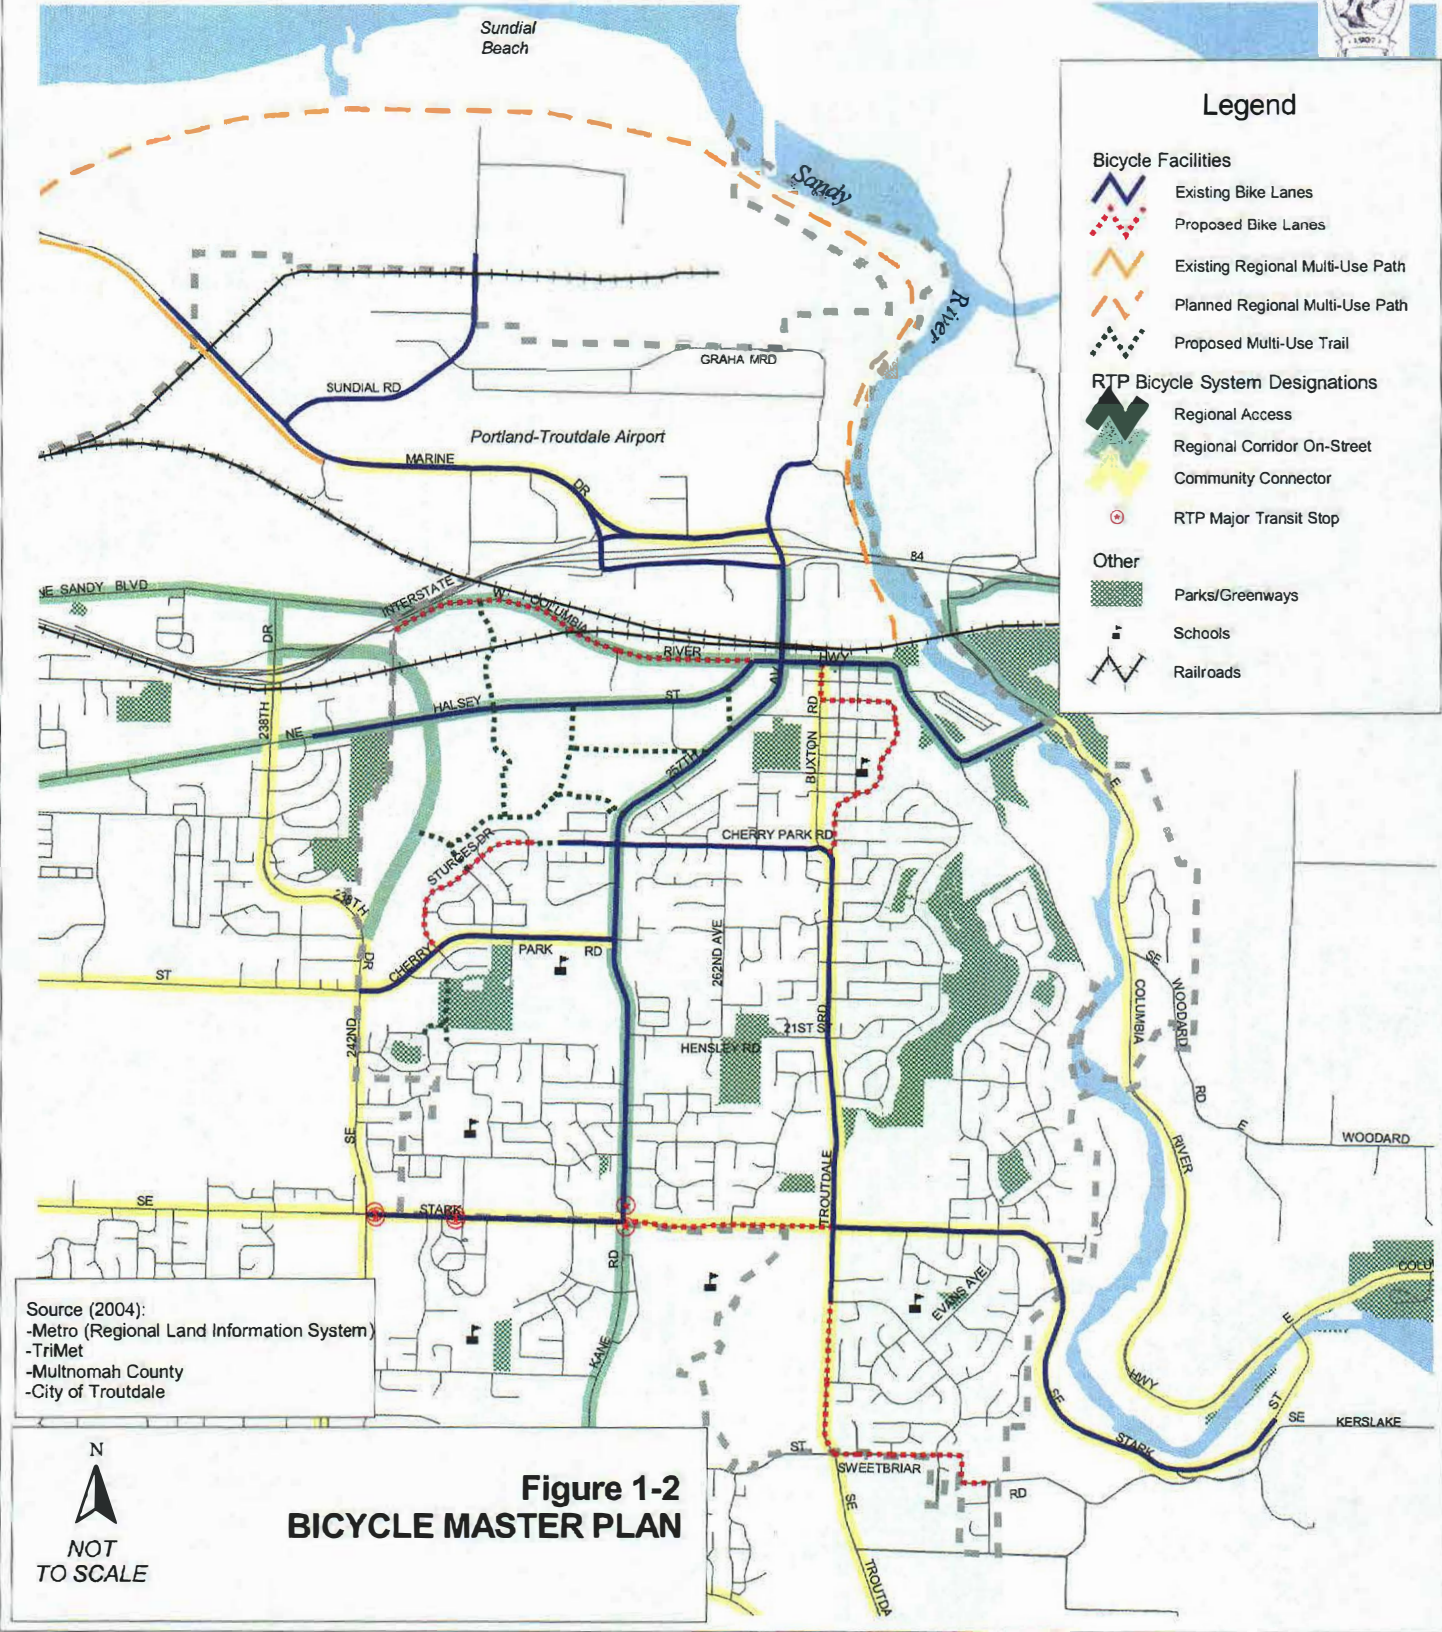 Sundial
Beach
1907
Legend
Bicycle Facilities
Existing Bike Lanes
Proposed Bike Lanes
Existing Regional Multi-Use Path
Planned Regional Multi-Use Path
Proposed Multi-Use Trail
RTP Bicycle System Designations
Regional Access
Regional Corridor On-Street
Community Connector
RTP Major Transit Stop
Other
Parks/Greenways
Schools
Railroads
Sandy
River
GRAHA MRD
SUNDIAL RD
Portland-Troutdale Airport
MARINE
DR
84
NE SANDY BLVD
INTERSTATE
W
COLUMBIA
RIVER
HWY
DR
AV
HALSEY
ST
NE
238TH
257TH
BUXTON
RD
E
CHERRY PARK RD
STURGES DR
238TH
DR
CHERRY
PARK
RD
262ND AVE
ST
SE
WOODARD
COLUMBIA
RD
21ST ST
HENSLEY RD
242ND
SE
RD
E
WOODARD
RIVER
TROUTDALE
SE
STARK
RD
EVANS AVE
COLU
E
KANE
HWY
ST
SE
KERSLAKE
SE
STARK
ST
SWEETBRIAR
RD
SE
TROUTDA
Source (2004):
-Metro (Regional Land Information System)
-TriMet
-Multnomah County
-City of Troutdale
N
NOT
TO SCALE
Figure 1-2
BICYCLE MASTER PLAN